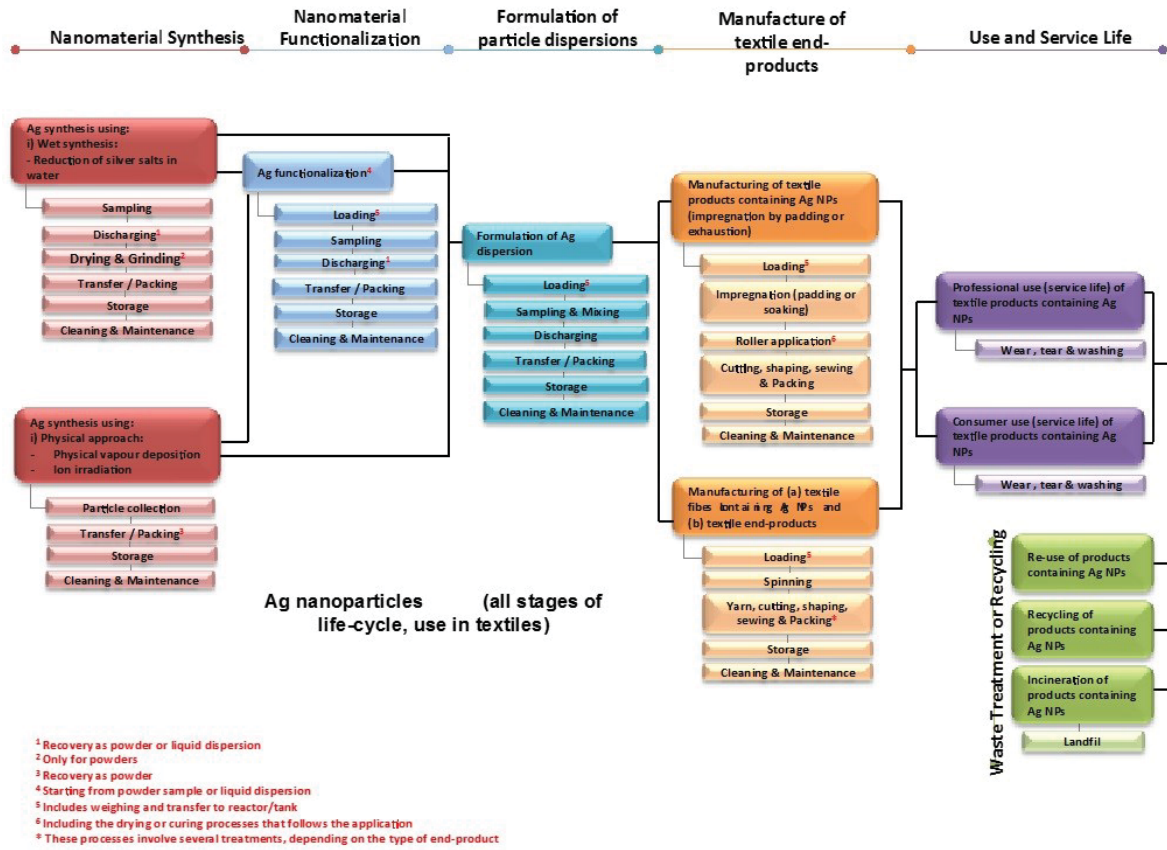 Nanomaterial Synthesis
Nanomaterial
Functionalization
Formulation of
particle dispersions
Manufacture of
textile end-
products
Use and Service Life
Ag synthesis using:
i) Wet synthesis:
- Reduction of silver salts in
water
Sampling
Discharging¹
Drying & Grinding²
Transfer / Packing
Storage
Cleaning & Maintenance
Ag synthesis using:
i) Physical approach:
- Physical vapour deposition
- Ion irradiation
Particle collection
Transfer / Packing³
Storage
Cleaning & Maintenance
Ag functionalization⁴
Loading⁵
Sampling
Discharging¹
Transfer / Packing
Storage
Cleaning & Maintenance
Formulation of Ag
dispersion
Loading⁵
Sampling & Mixing
Discharging
Transfer / Packing
Storage
Cleaning & Maintenance
Manufacturing of textile
products containing Ag NPs
(impregnation by padding or
exhaustion)
Loading⁵
Impregnation (padding or
soaking)
Roller application⁶
Cutting, shaping, sewing
& Packing
Storage
Cleaning & Maintenance
Manufacturing of (a) textile
fibes containing Ag NPs and
(b) textile end-products
Loading⁵
Spinning
Yarn, cutting, shaping,
sewing & Packing*
Storage
Cleaning & Maintenance
Professional use (service life) of
textile products containing Ag
NPs
Wear , tear & washing
Consumer use (service life) of
textile products containing Ag
NPs
Wear , tear & washing
Waste Treatment or Recycling
Re-use of products
containing Ag NPs
Recycling of
products containing
Ag NPs
Incineration of
products containing
Ag NPs
Landfil
Ag nanoparticles (all stages of
life-cycle, use in textiles)
¹ Recovery as powder or liquid dispersion
² Only for powders
³ Recovery as powder
⁴ Starting from powder sample or liquid dispersion
⁵ Includes weighing and transfer to reactor/tank
⁶ Including the drying or curing processes that follows the application
* These processes involve several treatments, depending on the type of end-product